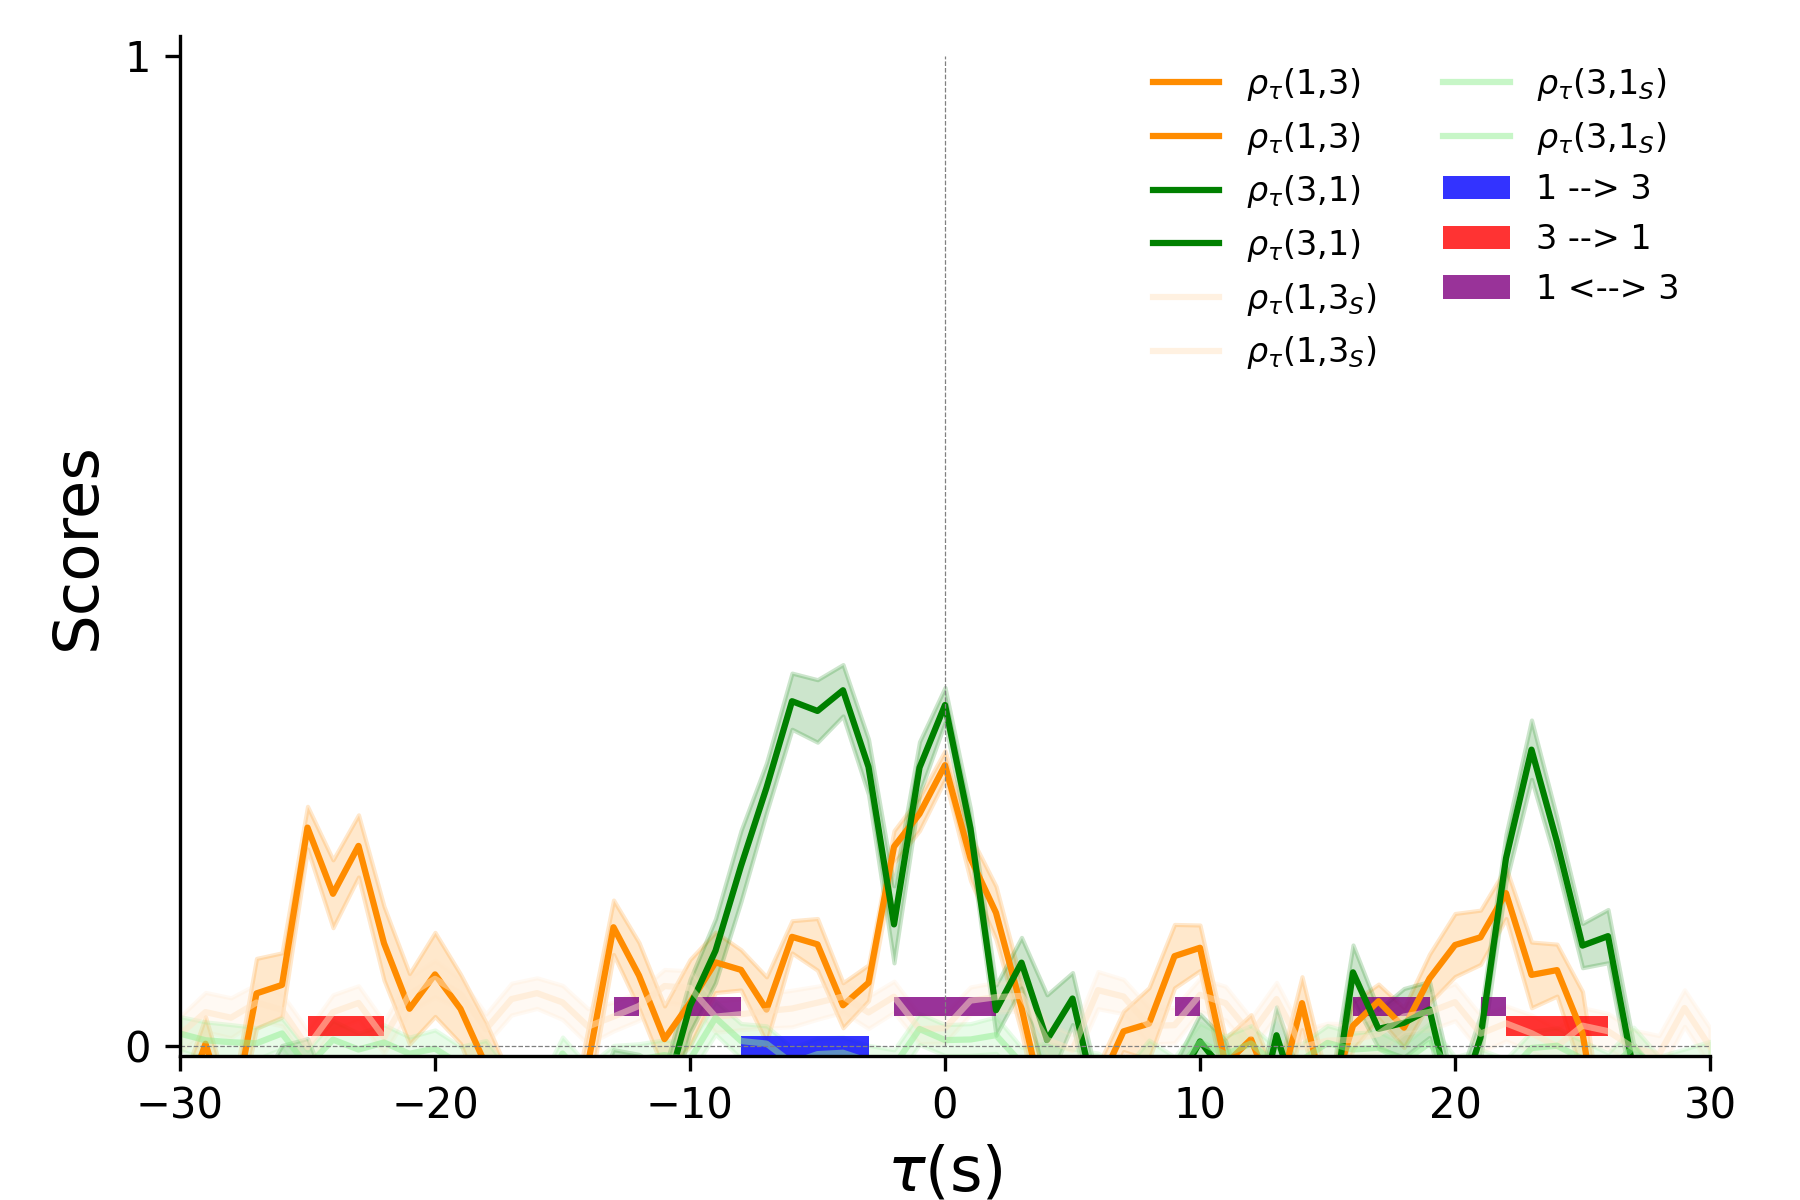 1
0
Scores
−30 −20 −10 0 10 20 30
τ(s)
ρτ(1,3)
ρτ(1,3)
ρτ(3,1)
ρτ(3,1)
ρτ(1,3S)
ρτ(1,3S)
ρτ(3,1S)
ρτ(3,1S)
1 --> 3
3 --> 1
1 <--> 3